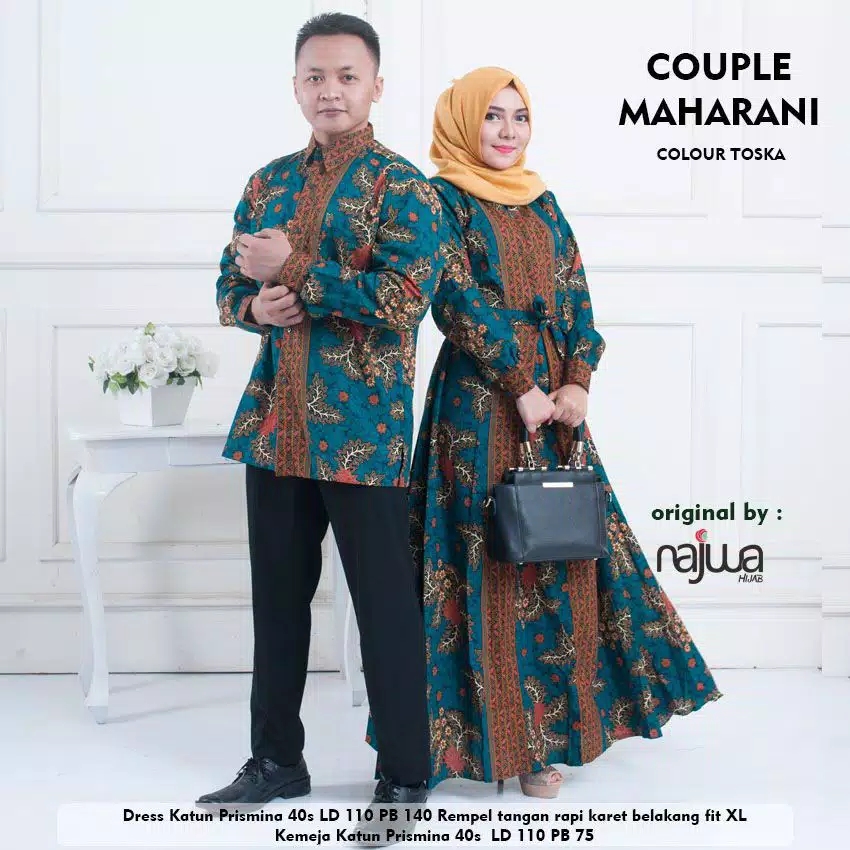 COUPLE
MAHARANI
COLOUR TOSKA
original by :
najwa
HIJAB
Dress Katun Prismina 40s LD 110 PB 140 Rempel tangan rapi karet belakang fit XL
Kemeja Katun Prismina 40s LD 110 PB 75